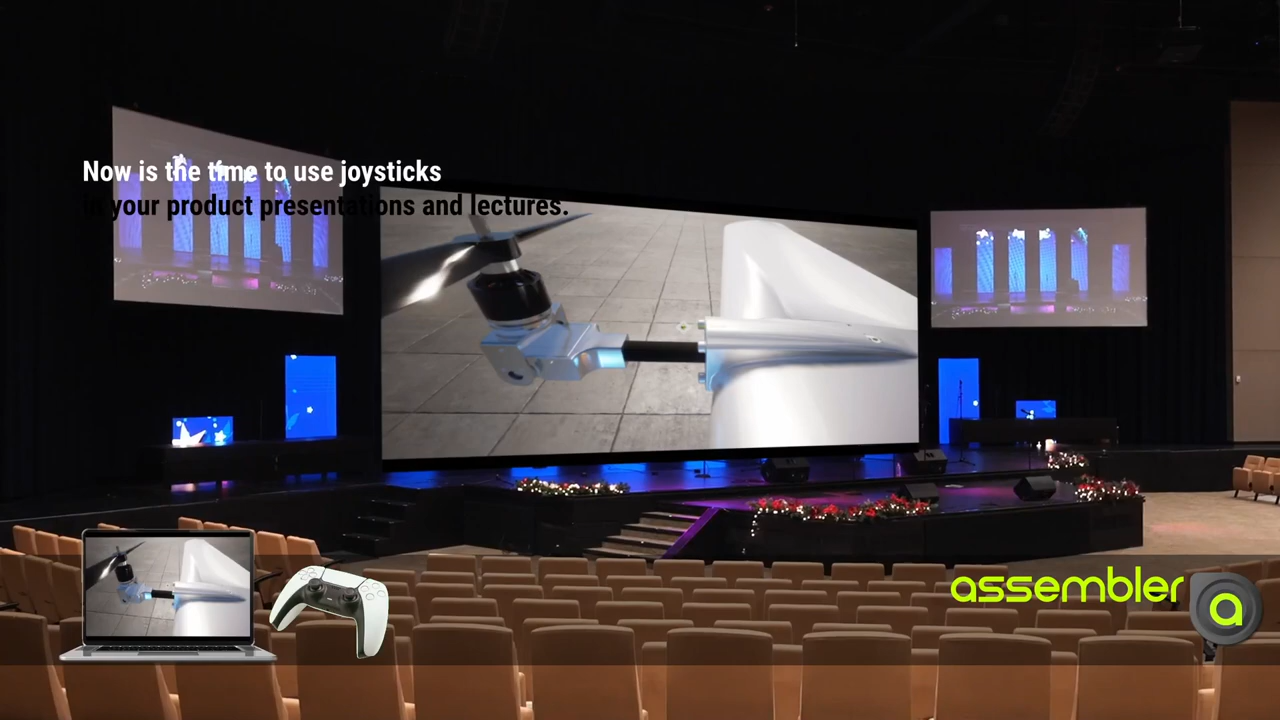 Now is the time to use joysticks
in your product presentations and lectures.
assembler
a